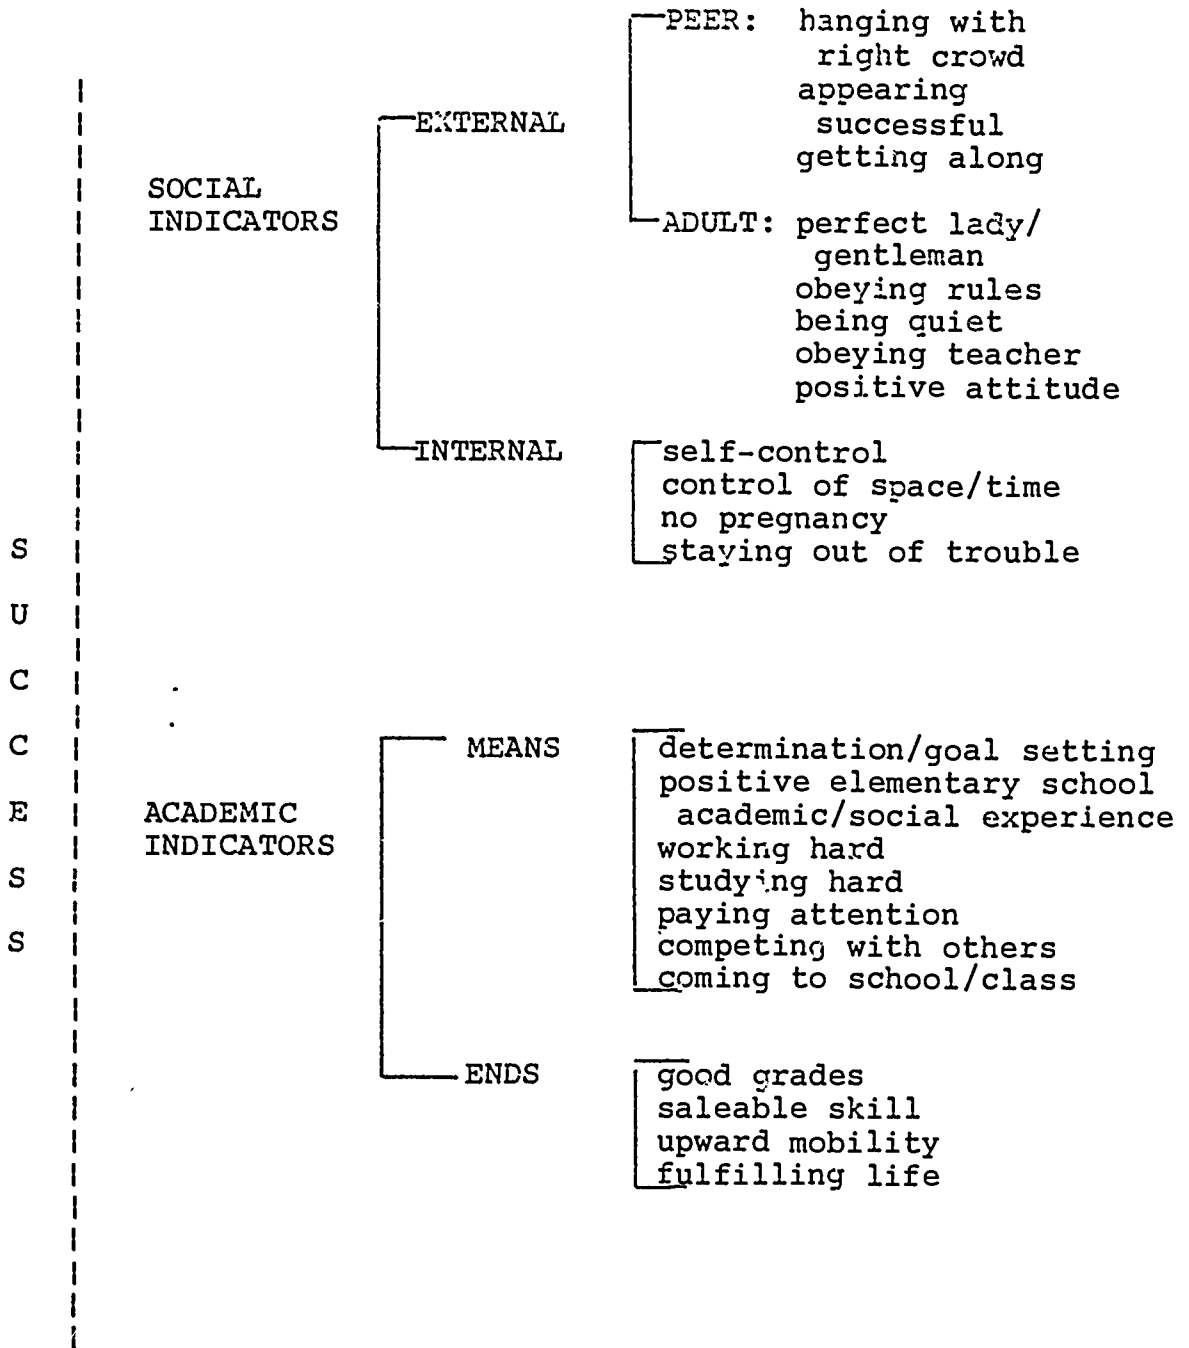 PEER: hanging with
right crowd
appearing
successful
getting along
EXTERNAL
SOCIAL
INDICATORS
ADULT: perfect lady/
gentleman
obeying rules
being quiet
obeying teacher
positive attitude
INTERNAL
self-control
control of space/time
no pregnancy
staying out of trouble
S
U
C
C
E
S
S
MEANS
determination/goal setting
positive elementary school
academic/social experience
working hard
studying hard
paying attention
competing with others
coming to school/class
ACADEMIC
INDICATORS
ENDS
good grades
saleable skill
upward mobility
fulfilling life